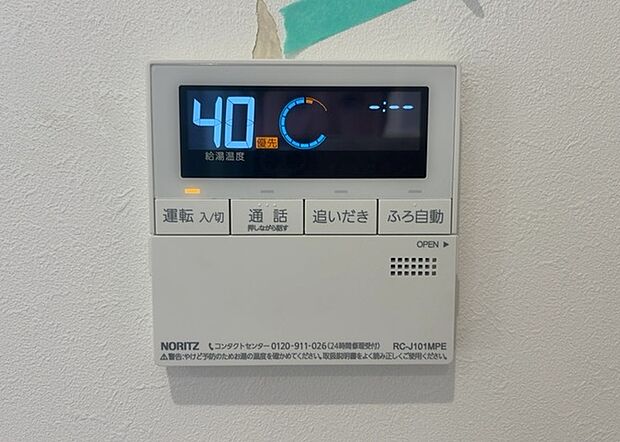 40 優先
-:--
給湯温度
運転 入/切
通話
押しながら話す
追いだき
ふろ自動
OPEN ▶
NORITZ コンタクトセンター 0120-911-026(24時間修理受付) RC-J101MPE
⚠警告:やけど予防のためお湯の温度を確かめてください。取扱説明書をよく読み正しくご使用ください。